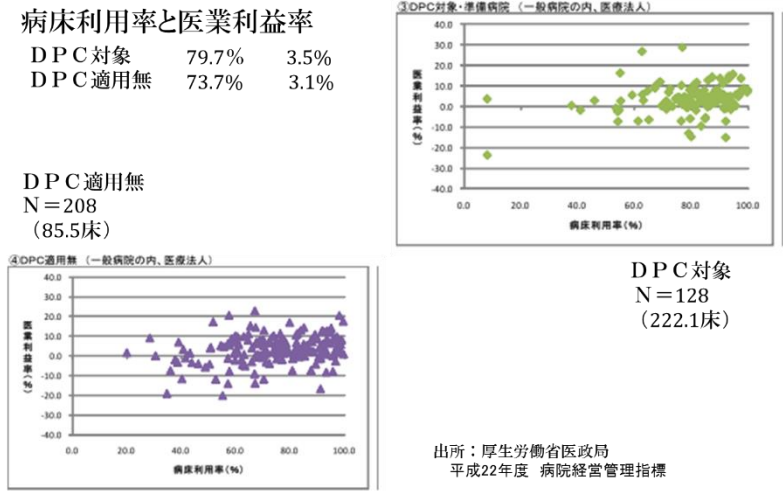 病床利用率と医業利益率
ＤＰＣ対象 79.7% 3.5%
ＤＰＣ適用無 73.7% 3.1%
③DPC対象・準備病院 (一般病院の内、医療法人)
医業利益率(%)
40.0
30.0
20.0
10.0
0.0
-10.0
-20.0
-30.0
-40.0
0.0 20.0 40.0 60.0 80.0 100.0
病床利用率(%)
ＤＰＣ適用無
Ｎ＝208
（85.5床）
④DPC適用無 (一般病院の内、医療法人)
医業利益率(%)
40.0
30.0
20.0
10.0
0.0
-10.0
-20.0
-30.0
-40.0
0.0 20.0 40.0 60.0 80.0 100.0
病床利用率(%)
ＤＰＣ対象
Ｎ＝128
（222.1床）
出所：厚生労働省医政局
平成22年度 病院経営管理指標